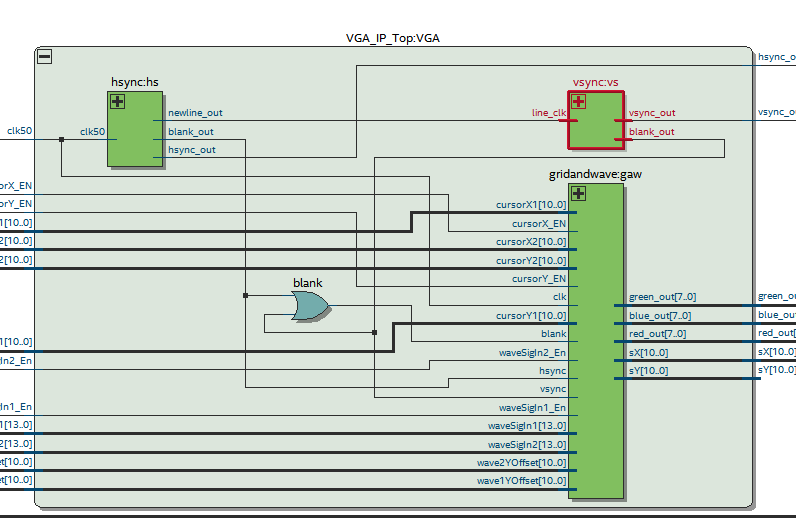 VGA_IP_Top:VGA
hsync:hs
vsync:vs
hsync_o
newline_out
line_clk
vsync_out
vsync_o
clk50
clk50
blank_out
blank_out
hsync_out
gridandwave:gaw
orX_EN
cursorX1[10..0]
orY_EN
cursorX_EN
1[10..0]
cursorX2[10..0]
2[10..0]
cursorY2[10..0]
2[10..0]
cursorY_EN
blank
clk
green_out[7..0]
green_ou
cursorY1[10..0]
blue_out[7..0]
blue_out
blank
red_out[7..0]
red_out[
1[10..0]
waveSigIn2_En
sX[10..0]
sX[10..0]
In2_En
hsync
sY[10..0]
sY[10..0]
vsync
In1_En
waveSigIn1_En
1[13..0]
waveSigIn1[13..0]
2[13..0]
waveSigIn2[13..0]
et[10..0]
wave2YOffset[10..0]
et[10..0]
wave1YOffset[10..0]